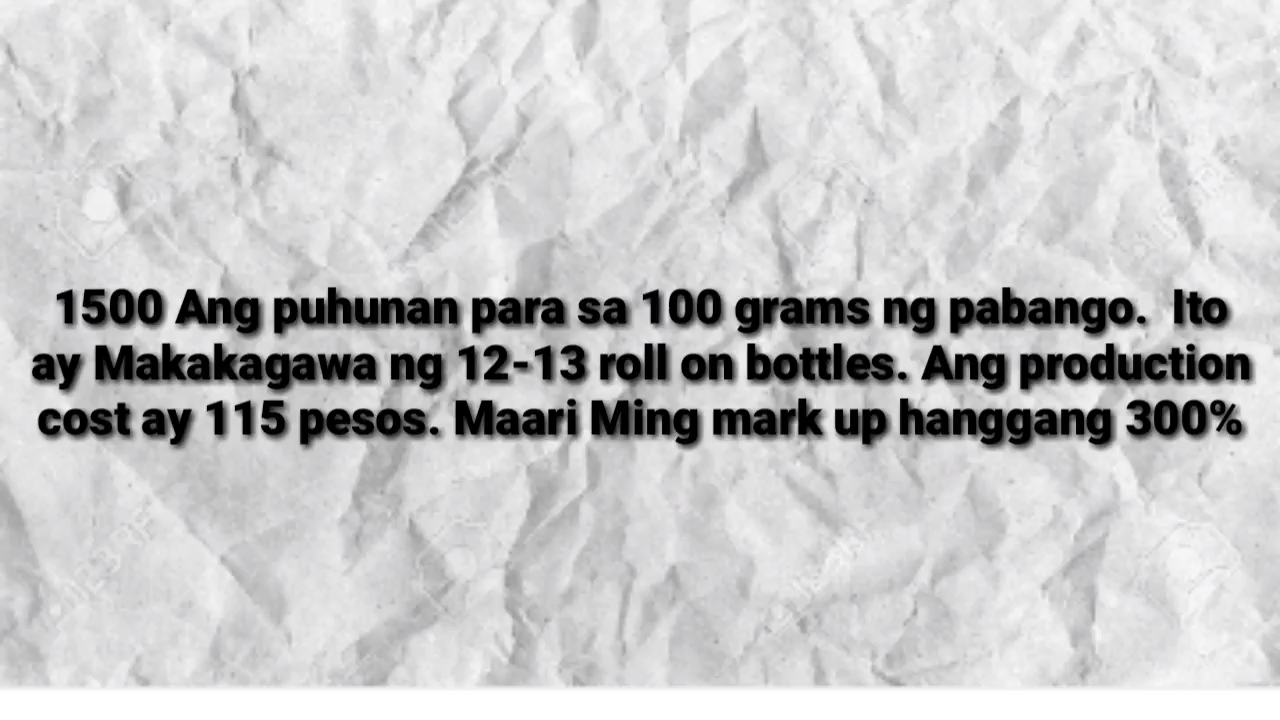 1500 Ang puhunan para sa 100 grams ng pabango. Ito
ay Makakagawa ng 12-13 roll on bottles. Ang production
cost ay 115 pesos. Maari Ming mark up hanggang 300%